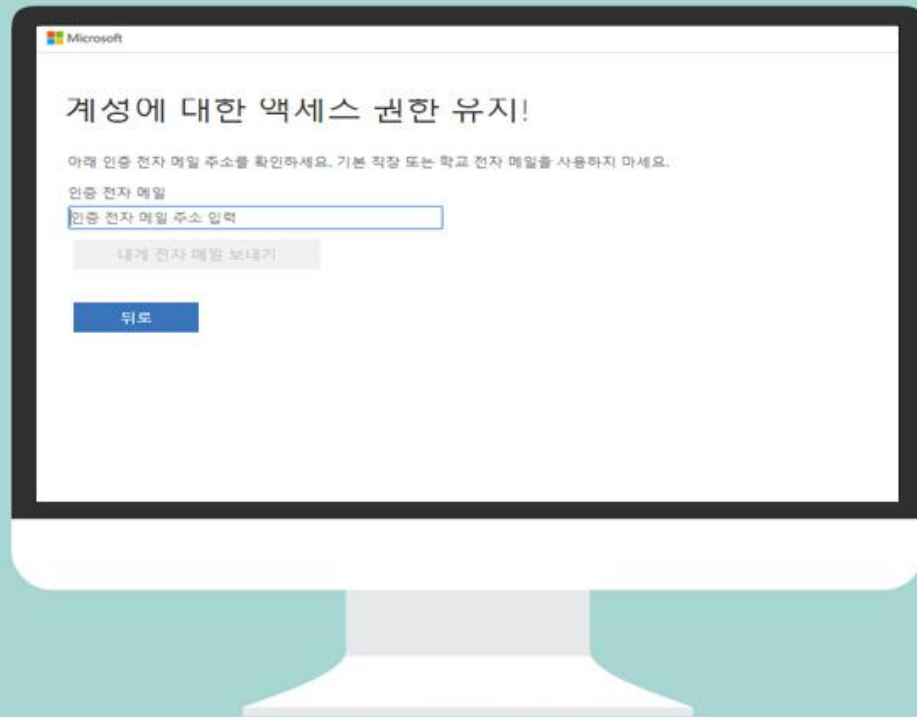 Microsoft
계성에 대한 액세스 권한 유지!
아래 인증 전자 메일 주소를 확인하세요. 기본 직장 또는 학교 전자 메일을 사용하지 마세요.
인증 전자 메일
인증 전자 메일 주소 입력
내게 전자 메일 보내기
뒤로